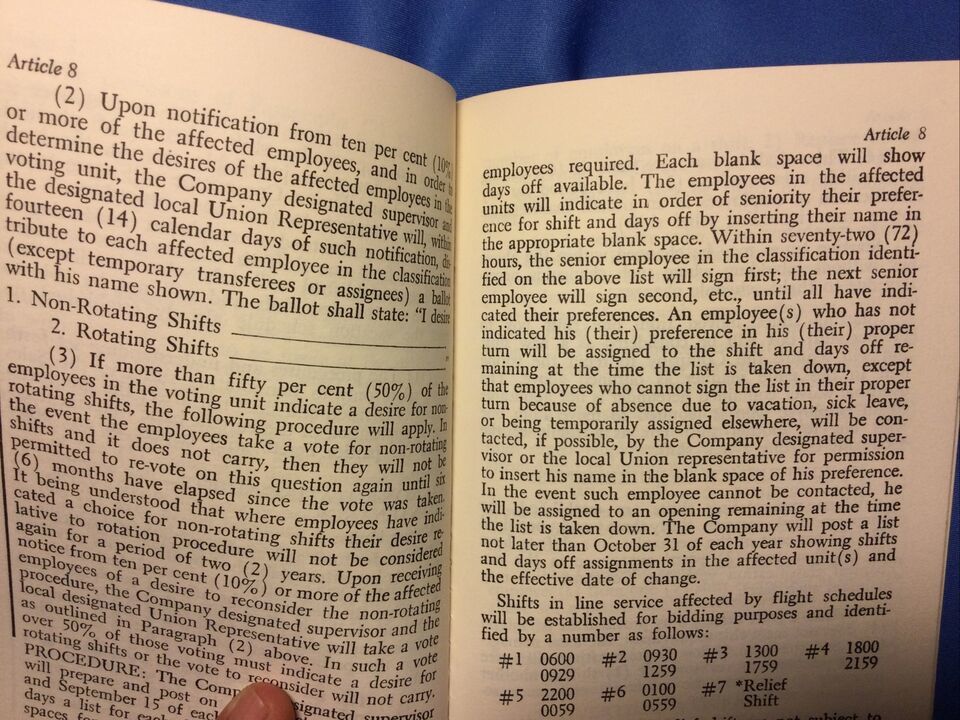 Article 8
(2) Upon notification from ten per cent (10%)
or more of the affected employees, and in order to
determine the desires of the affected employees in the
voting unit, the Company designated supervisor and
the designated local Union Representative will, within
fourteen (14) calendar days of such notification, dis-
tribute to each affected employee in the classification
(except temporary transferees or assignees) a ballot
with his name shown. The ballot shall state: "I desire
1. Non-Rotating Shifts
2. Rotating Shifts "
(3) If more than fifty per cent (50%) of the
employees in the voting unit indicate a desire for non-
rotating shifts, the following procedure will apply. In
the event the employees take a vote for non-rotating
shifts and it does not carry, then they will not be
permitted to re-vote on this question again until six
(6) months have elapsed since the vote was taken.
It being understood that where employees have indi-
cated a choice for non-rotating shifts their desire re-
lative to rotation procedure will not be considered
again for a period of two (2) years. Upon receiving
notice from ten per cent (10%) or more of the affected
employees of a desire to reconsider the non-rotating
procedure, the Company designated supervisor and the
local designated Union Representative will take a vote
as outlined in Paragraph (2) above. In such a vote
over 50% of those voting must indicate a desire for
rotating shifts or the vote to reconsider will not carry.
PROCEDURE: The Comp signated supervisor
will prepare and post on
and September 15 of each
days a list for each
spaces
Article 8
employees required. Each blank space will show
days off available. The employees in the affected
units will indicate in order of seniority their prefer-
ence for shift and days off by inserting their name in
the appropriate blank space. Within seventy-two (72)
hours, the senior employee in the classification identi-
fied on the above list will sign first; the next senior
employee will sign second, etc., until all have indi-
cated their preferences. An employee(s) who has not
indicated his (their) preference in his (their) proper
turn will be assigned to the shift and days off re-
maining at the time the list is taken down, except
that employees who cannot sign the list in their proper
turn because of absence due to vacation, sick leave,
or being temporarily assigned elsewhere, will be con-
tacted, if possible, by the Company designated super-
visor or the local Union representative for permission
to insert his name in the blank space of his preference.
In the event such employee cannot be contacted, he
will be assigned to an opening remaining at the time
the list is taken down. The Company will post a list
not later than October 31 of each year showing shifts
and days off assignments in the affected unit(s) and
the effective date of change.
Shifts in line service affected by flight schedules
will be established for bidding purposes and identi-
fied by a number as follows:
#1 0600 #2 0930 #3 1300 #4 1800
0929 1259 1759 2159
#5 2200 #6 0100 #7 *Relief
0059 0559 Shift